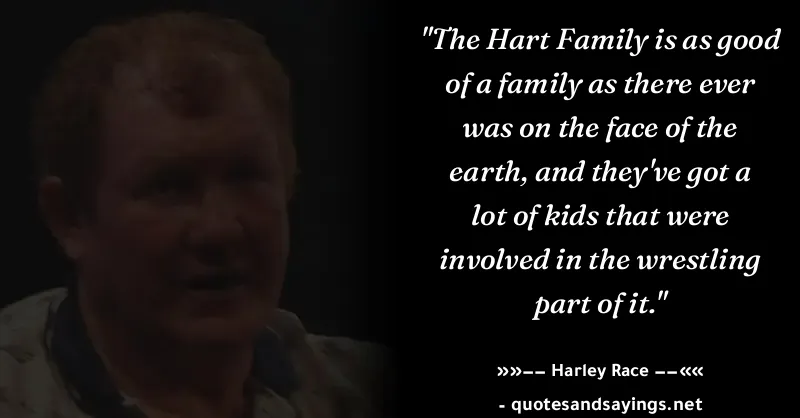 "The Hart Family is as good
of a family as there ever
was on the face of the
earth, and they've got a
lot of kids that were
involved in the wrestling
part of it."
»»–– Harley Race ––««
- quotesandsayings.net